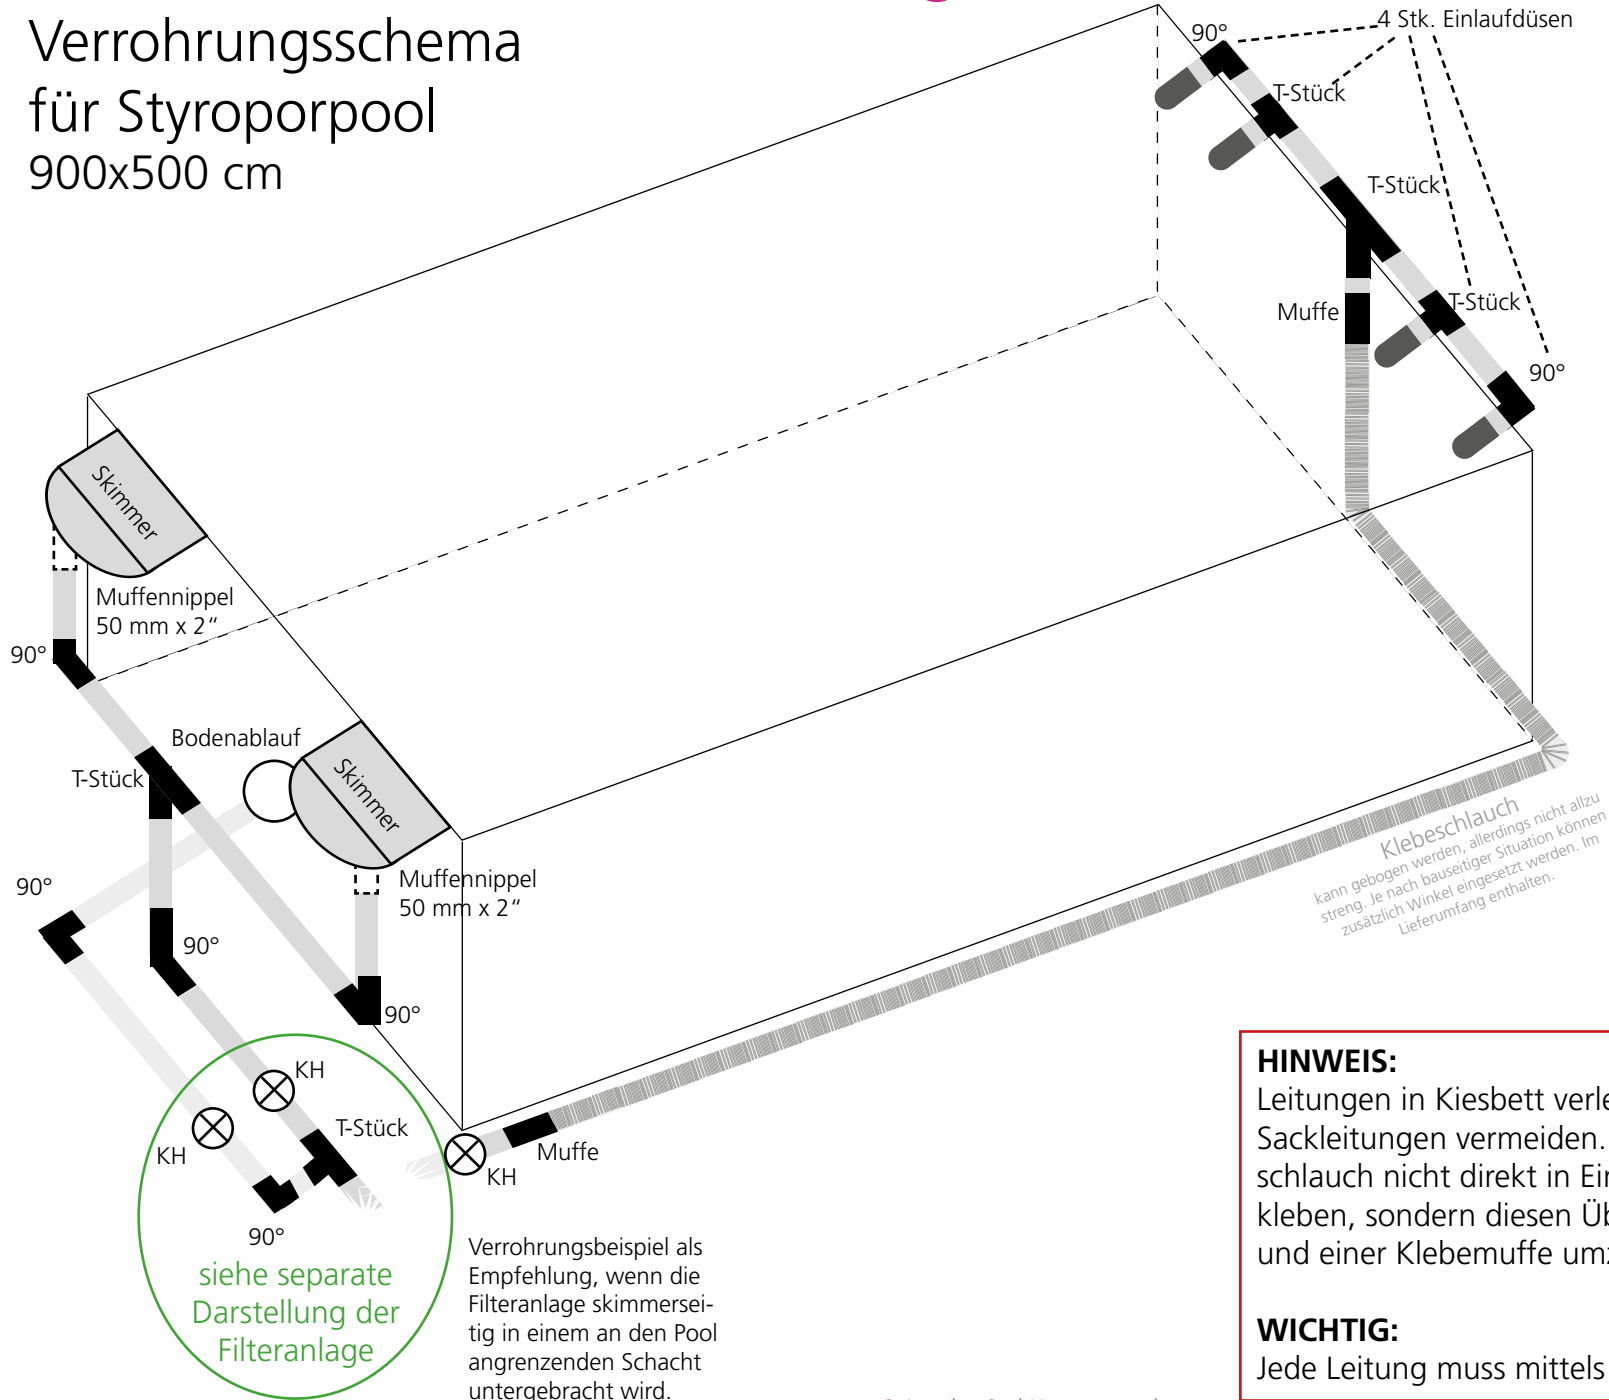 Verrohrungsschema
für Styroporpool
900x500 cm
4 Stk. Einlaufdüsen
90°
T-Stück
T-Stück
T-Stück
Muffe
90°
Skimmer
Muffennippel
50 mm x 2“
90°
Bodenablauf
T-Stück
Skimmer
Muffennippel
50 mm x 2“
90°
90°
90°
Klebeschlauch
kann gebogen werden, allerdings nicht allzu
streng. Je nach bauseitiger Situation können
zusätzlich Winkel eingesetzt werden. Im
Lieferumfang enthalten.
KH
KH
T-Stück
90°
KH
Muffe
siehe separate
Darstellung der
Filteranlage
Verrohrungsbeispiel als
Empfehlung, wenn die
Filteranlage skimmersei-
tig in einem an den Pool
angrenzenden Schacht
untergebracht wird.
HINWEIS:
Leitungen in Kiesbett
Sackleitungen vermeiden.
schlauch nicht direkt in
kleben, sondern diesen
und einer Klebemuffe
WICHTIG:
Jede Leitung muss mittels